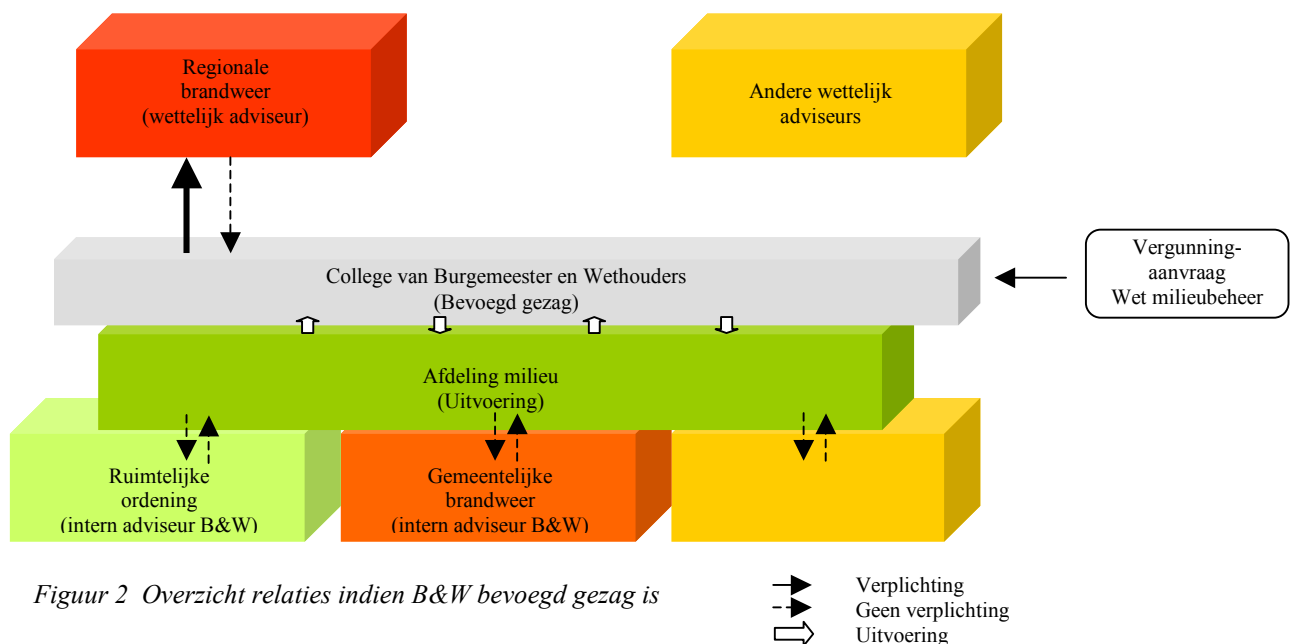 Regionale
brandweer
(wettelijk adviseur)
Andere wettelijk
adviseurs
College van Burgemeester en Wethouders
(Bevoegd gezag)
Vergunning-
aanvraag
Wet milieubeheer
Afdeling milieu
(Uitvoering)
Ruimtelijke
ordening
(intern adviseur B&W)
Gemeentelijke
brandweer
(intern adviseur B&W)
Figuur 2 Overzicht relaties indien B&W bevoegd gezag is
Verplichting
Geen verplichting
Uitvoering